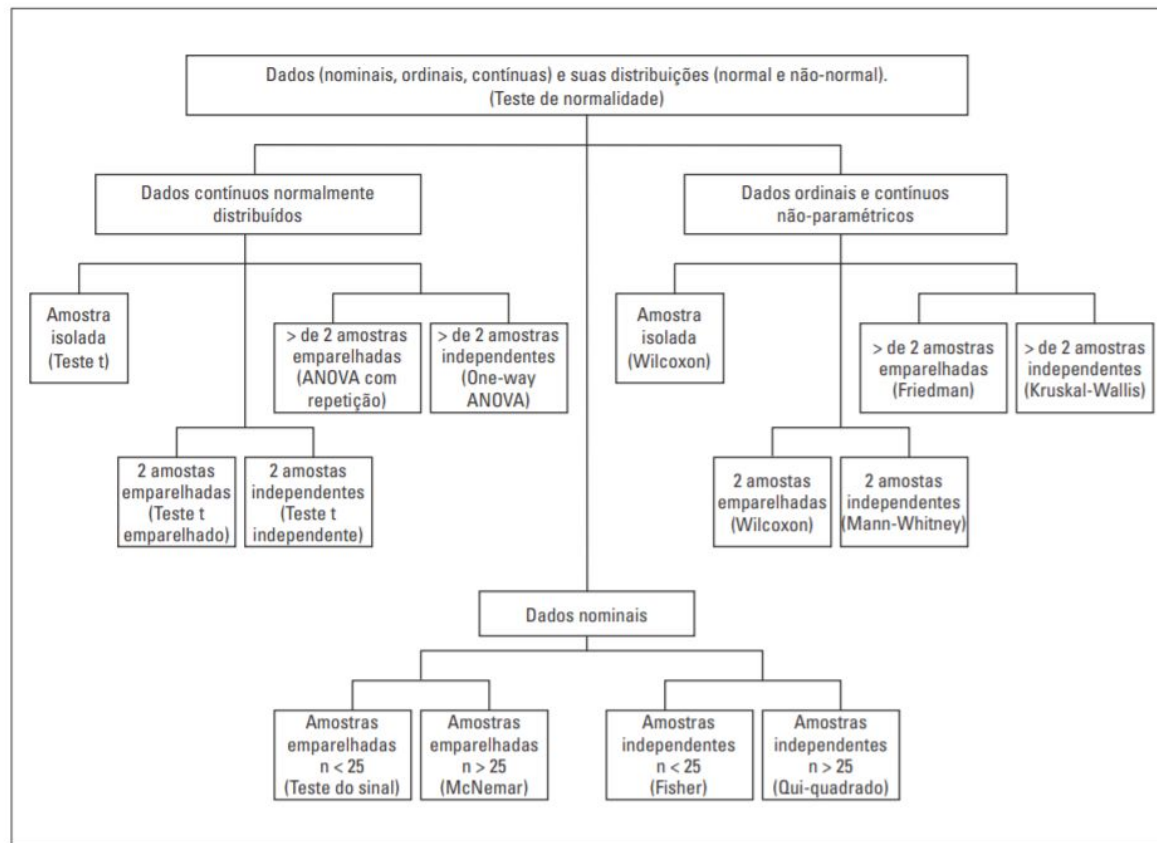 Dados (nominais, ordinais, contínuas) e suas distribuições (normal e não-normal).
(Teste de normalidade)
Dados contínuos normalmente
distribuídos
Dados ordinais e contínuos
não-paramétricos
Amostra
isolada
(Teste t)
> de 2 amostras
emparelhadas
(ANOVA com
repetição)
> de 2 amostras
independentes
(One-way
ANOVA)
2 amostas
emparelhadas
(Teste t
emparelhado)
2 amostas
independentes
(Teste t
independente)
Amostra
isolada
(Wilcoxon)
> de 2 amostras
emparelhadas
(Friedman)
> de 2 amostras
independentes
(Kruskal-Wallis)
2 amostas
emparelhadas
(Wilcoxon)
2 amostas
independentes
(Mann-Whitney)
Dados nominais
Amostras
emparelhadas
n < 25
(Teste do sinal)
Amostras
emparelhadas
n > 25
(McNemar)
Amostras
independentes
n < 25
(Fisher)
Amostras
independentes
n > 25
(Qui-quadrado)